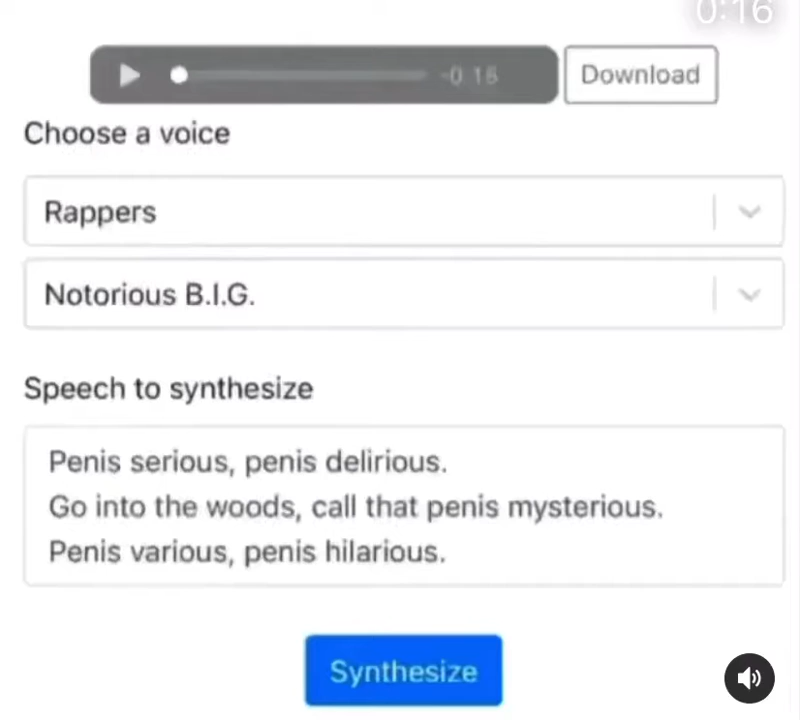 0:16
-0:16
Download
Choose a voice
Rappers
Notorious B.I.G.
Speech to synthesize
Penis serious, penis delirious.
Go into the woods, call that penis mysterious.
Penis various, penis hilarious.
Synthesize